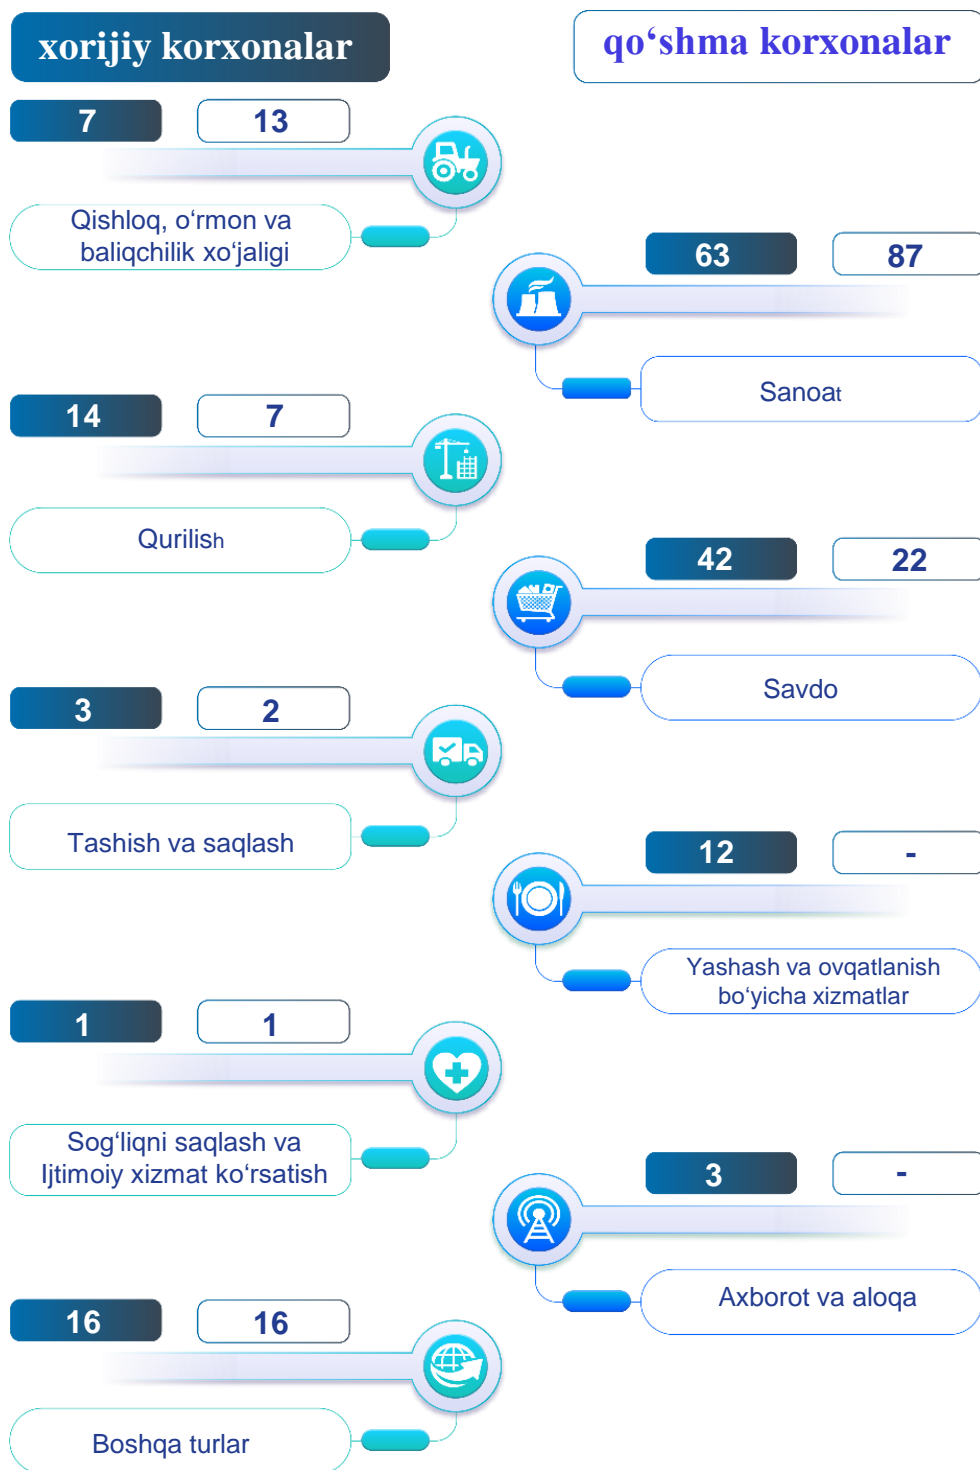 xorijiy korxonalar
qo‘shma korxonalar
7 13
Qishloq, o‘rmon va
baliqchilik xo‘jaligi
63 87
Sanoat
14 7
Qurilish
42 22
Savdo
3 2
Tashish va saqlash
12 -
Yashash va ovqatlanish
bo‘yicha xizmatlar
1 1
Sog‘liqni saqlash va
Ijtimoiy xizmat ko‘rsatish
3 -
Axborot va aloqa
16 16
Boshqa turlar